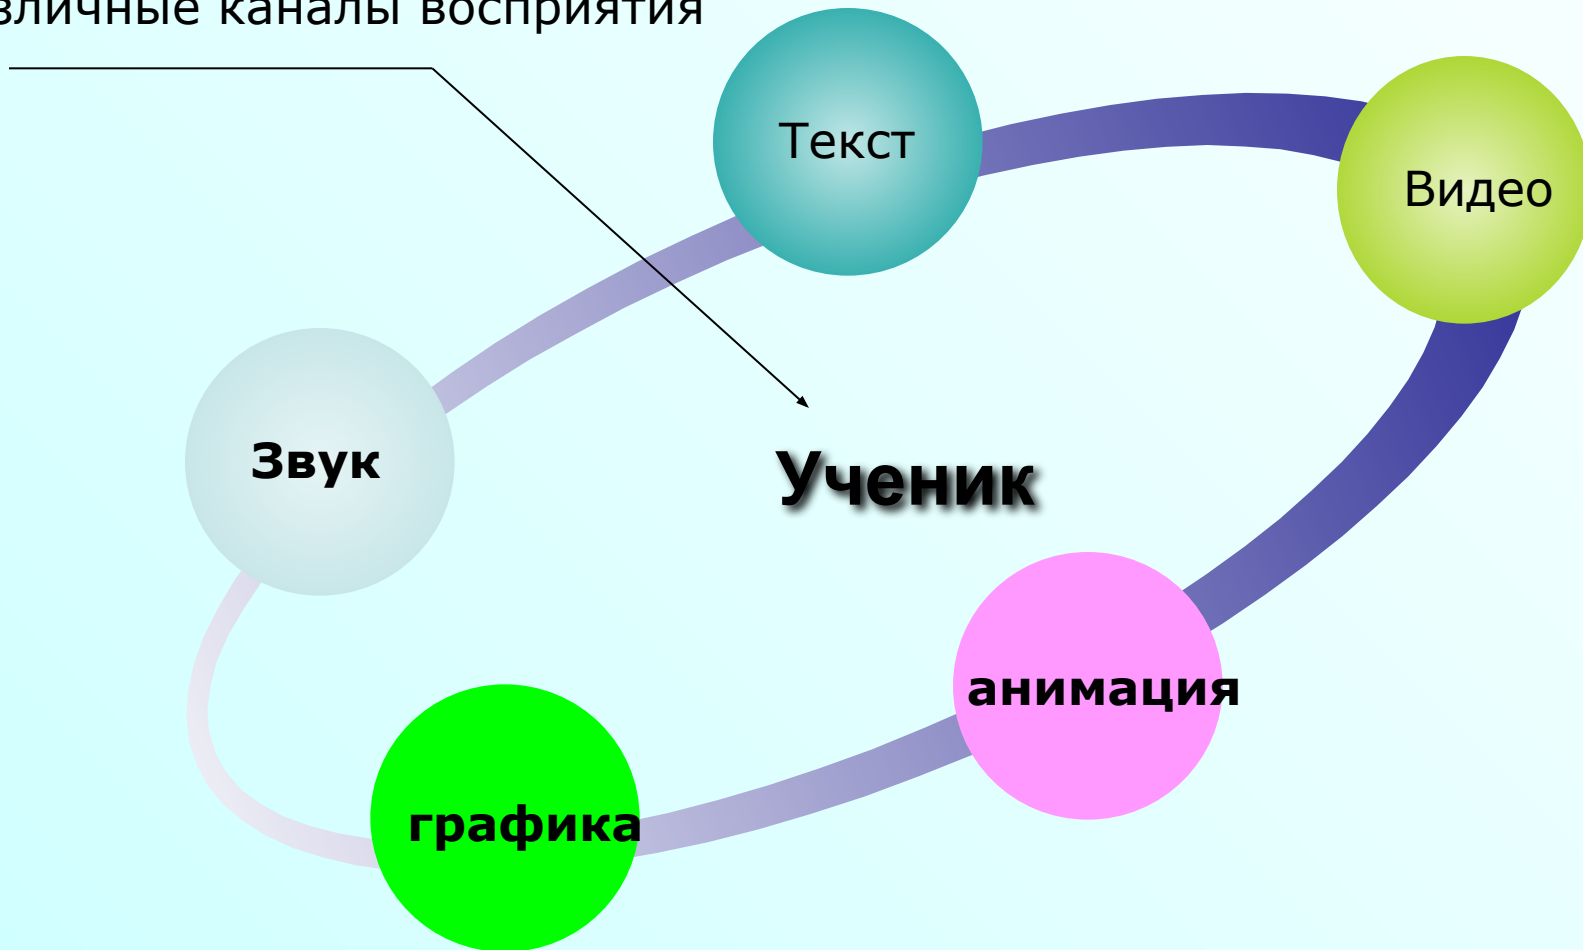 зличные каналы восприятия
Текст
Видео
Звук
Ученик
анимация
графика